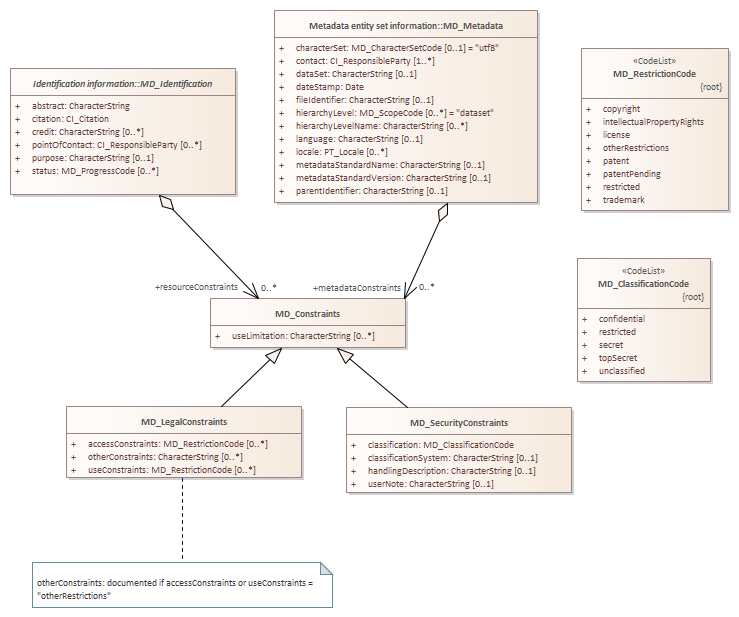 Metadata entity set information::MD_Metadata
+ characterSet: MD_CharacterSetCode [0..1] = "utf8"
+ contact: CI_ResponsibleParty [1..*]
+ dataSet: CharacterString [0..1]
+ dateStamp: Date
+ fileIdentifier: CharacterString [0..1]
+ hierarchyLevel: MD_ScopeCode [0..*] = "dataset"
+ hierarchyLevelName: CharacterString [0..*]
+ language: CharacterString [0..1]
+ locale: PT_Locale [0..*]
+ metadataStandardName: CharacterString [0..1]
+ metadataStandardVersion: CharacterString [0..1]
+ parentIdentifier: CharacterString [0..1]
Identification information::MD_Identification
+ abstract: CharacterString
+ citation: CI_Citation
+ credit: CharacterString [0..*]
+ pointOfContact: CI_ResponsibleParty [0..*]
+ purpose: CharacterString [0..1]
+ status: MD_ProgressCode [0..*]
«CodeList»
MD_RestrictionCode
{root}
+ copyright
+ intellectualPropertyRights
+ license
+ otherRestrictions
+ patent
+ patentPending
+ restricted
+ trademark
+resourceConstraints 0..*
+metadataConstraints 0..*
MD_Constraints
+ useLimitation: CharacterString [0..*]
«CodeList»
MD_ClassificationCode
{root}
+ confidential
+ restricted
+ secret
+ topSecret
+ unclassified
MD_LegalConstraints
+ accessConstraints: MD_RestrictionCode [0..*]
+ otherConstraints: CharacterString [0..*]
+ useConstraints: MD_RestrictionCode [0..*]
MD_SecurityConstraints
+ classification: MD_ClassificationCode
+ classificationSystem: CharacterString [0..1]
+ handlingDescription: CharacterString [0..1]
+ userNote: CharacterString [0..1]
otherConstraints: documented if accessConstraints or useConstraints =
"otherRestrictions"